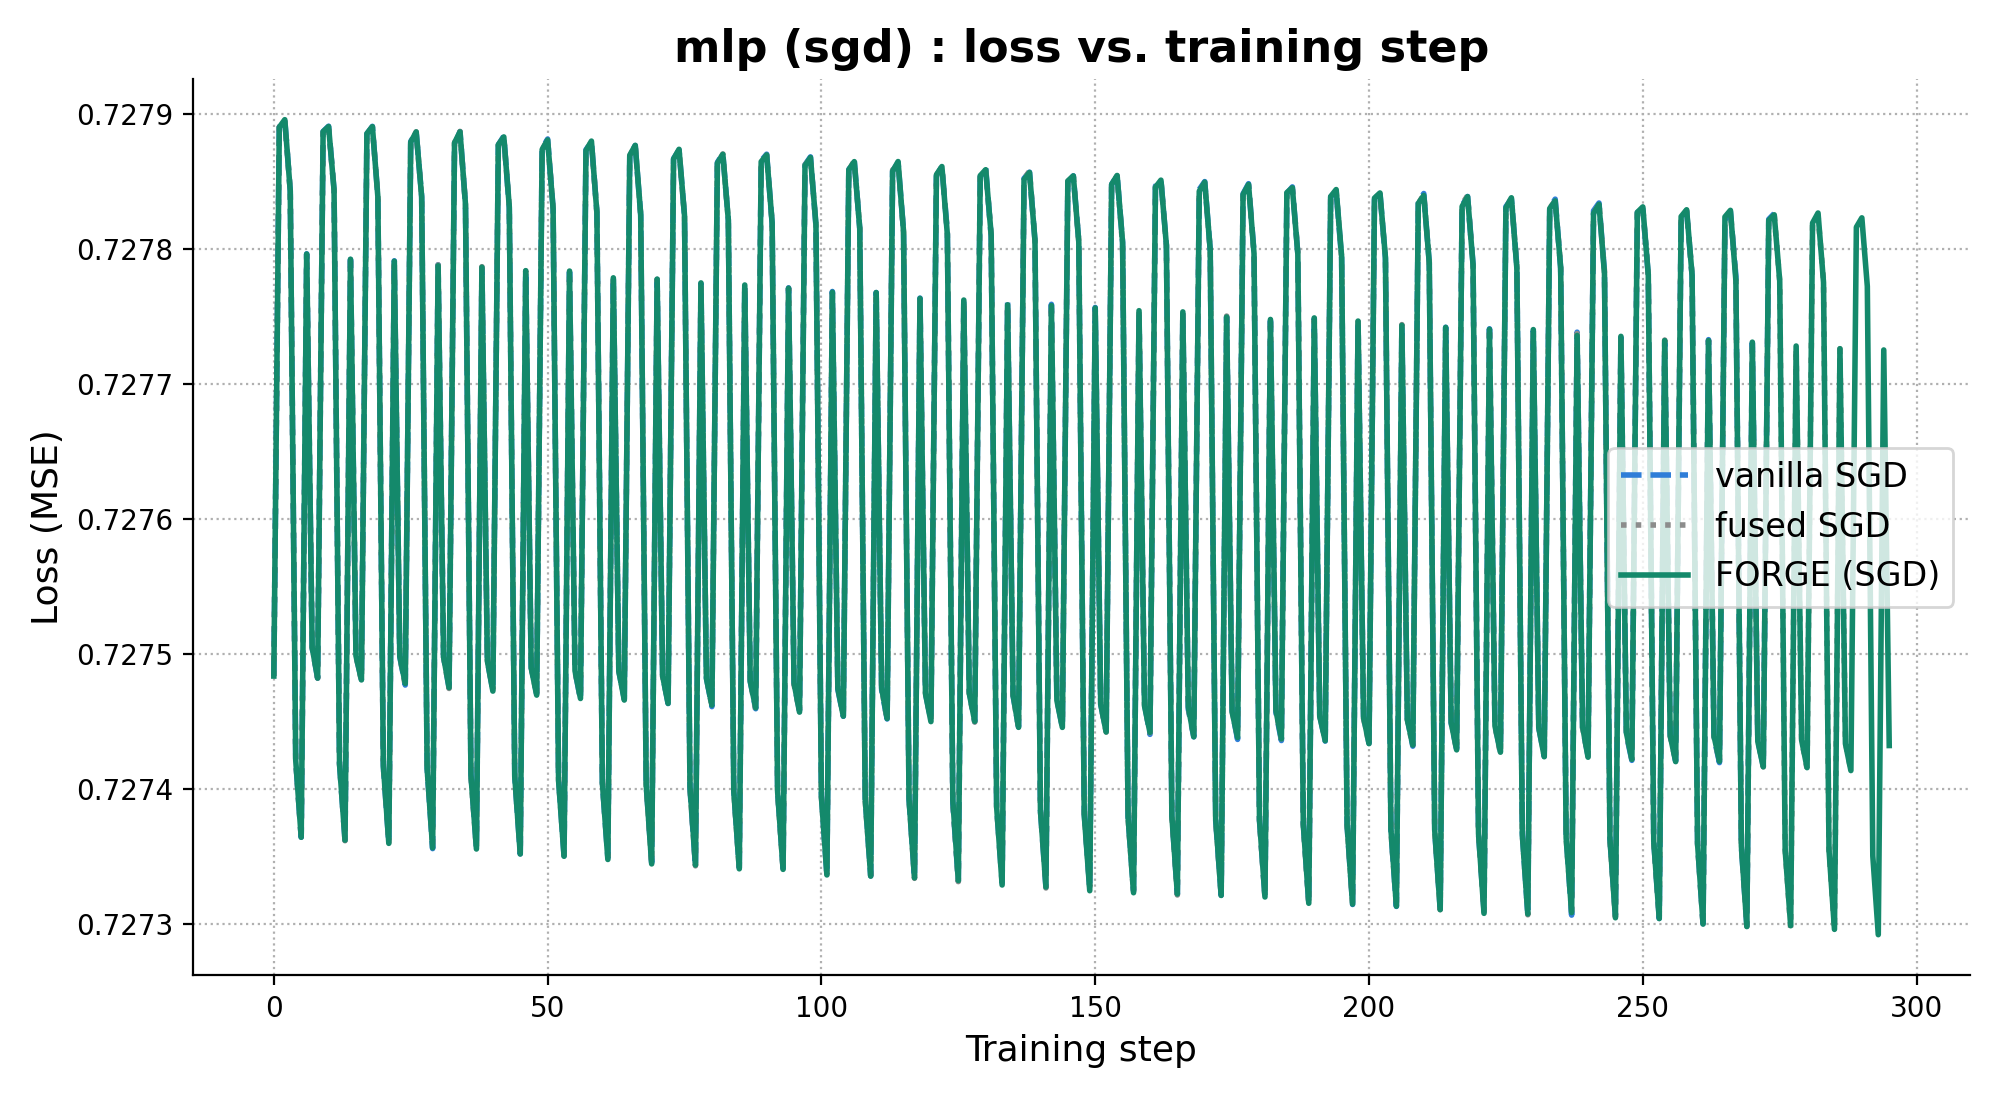 mlp (sgd) : loss vs. training step
Loss (MSE)
0.7279
0.7278
0.7277
0.7276
0.7275
0.7274
0.7273
vanilla SGD
fused SGD
FORGE (SGD)
0 50 100 150 200 250 300
Training step